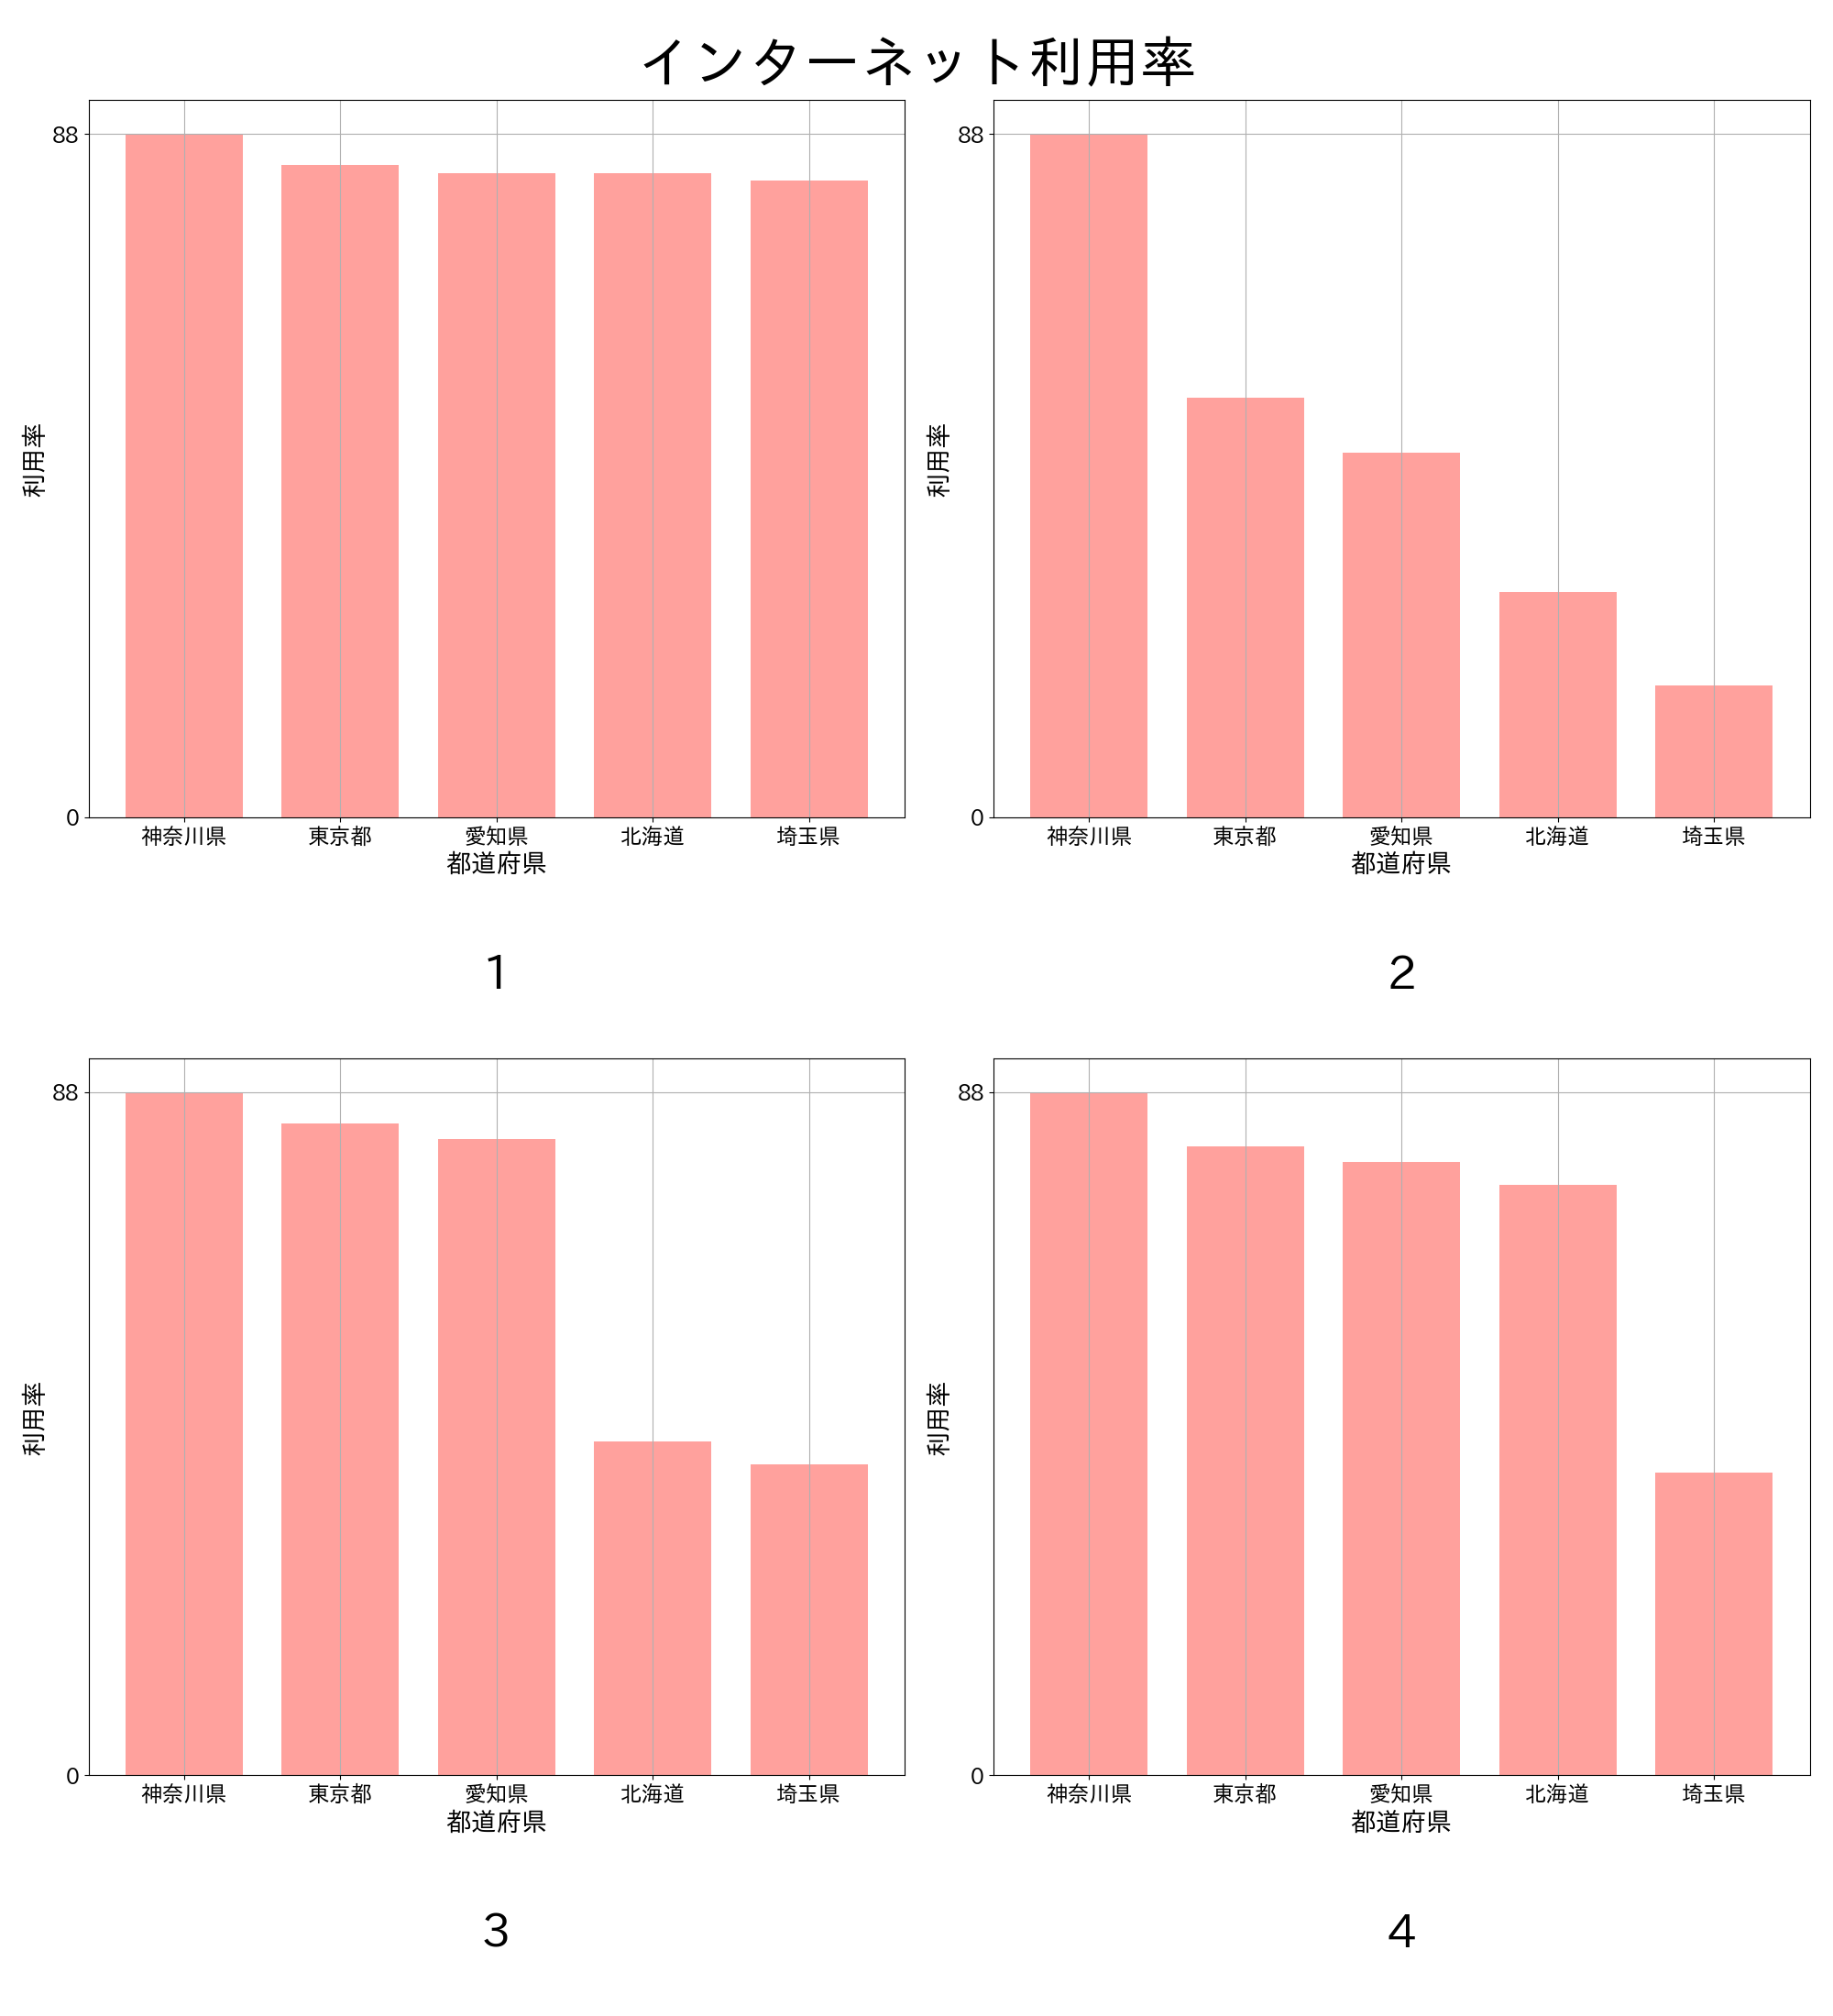 インターネット利用率
88
0
利用率
神奈川県 東京都 愛知県 北海道 埼玉県
都道府県
1
88
0
利用率
神奈川県 東京都 愛知県 北海道 埼玉県
都道府県
2
88
0
利用率
神奈川県 東京都 愛知県 北海道 埼玉県
都道府県
3
88
0
利用率
神奈川県 東京都 愛知県 北海道 埼玉県
都道府県
4